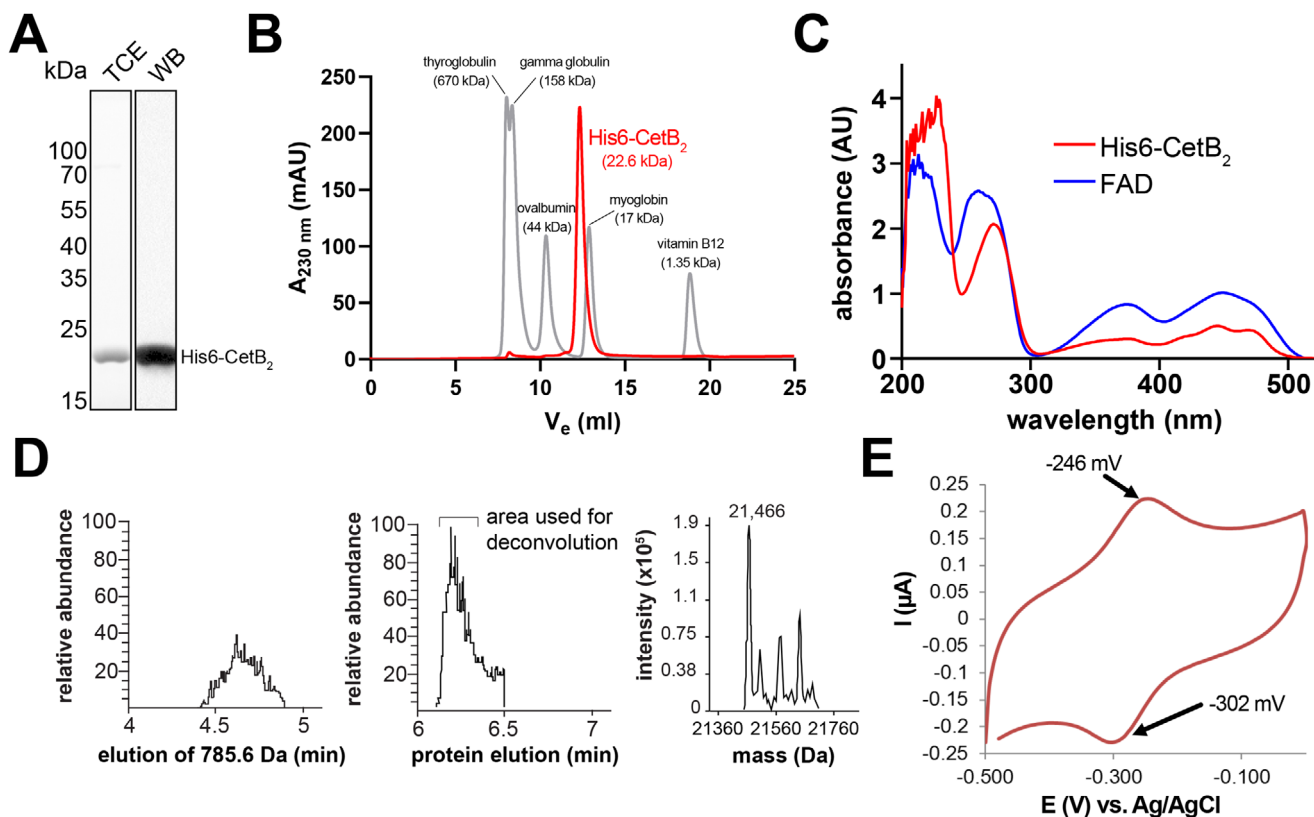 A
kDa
TCE
WB
100
70
55
40
35
25
15
His6-CetB2
B
A230 nm (mAU)
250
200
150
100
50
0
thyroglobulin
(670 kDa)
gamma globulin
(158 kDa)
His6-CetB2
(22.6 kDa)
ovalbumin
(44 kDa)
myoglobin
(17 kDa)
vitamin B12
(1.35 kDa)
0 5 10 15 20 25
Ve (ml)
C
absorbance (AU)
4
3
2
1
0
His6-CetB2
FAD
200 300 400 500
wavelength (nm)
D
relative abundance
100
80
60
40
20
4 4.5 5
elution of 785.6 Da (min)
relative abundance
100
80
60
40
20
area used for
deconvolution
6 6.5 7
protein elution (min)
intensity (x10⁵)
1.9
1.5
1.1
0.75
0.38
0
21,466
21360 21560 21760
mass (Da)
E
-246 mV
I (µA)
0.25
0.2
0.15
0.1
0.05
0
-0.05
-0.1
-0.15
-0.2
-0.25
-302 mV
-0.500 -0.300 -0.100
E (V) vs. Ag/AgCl